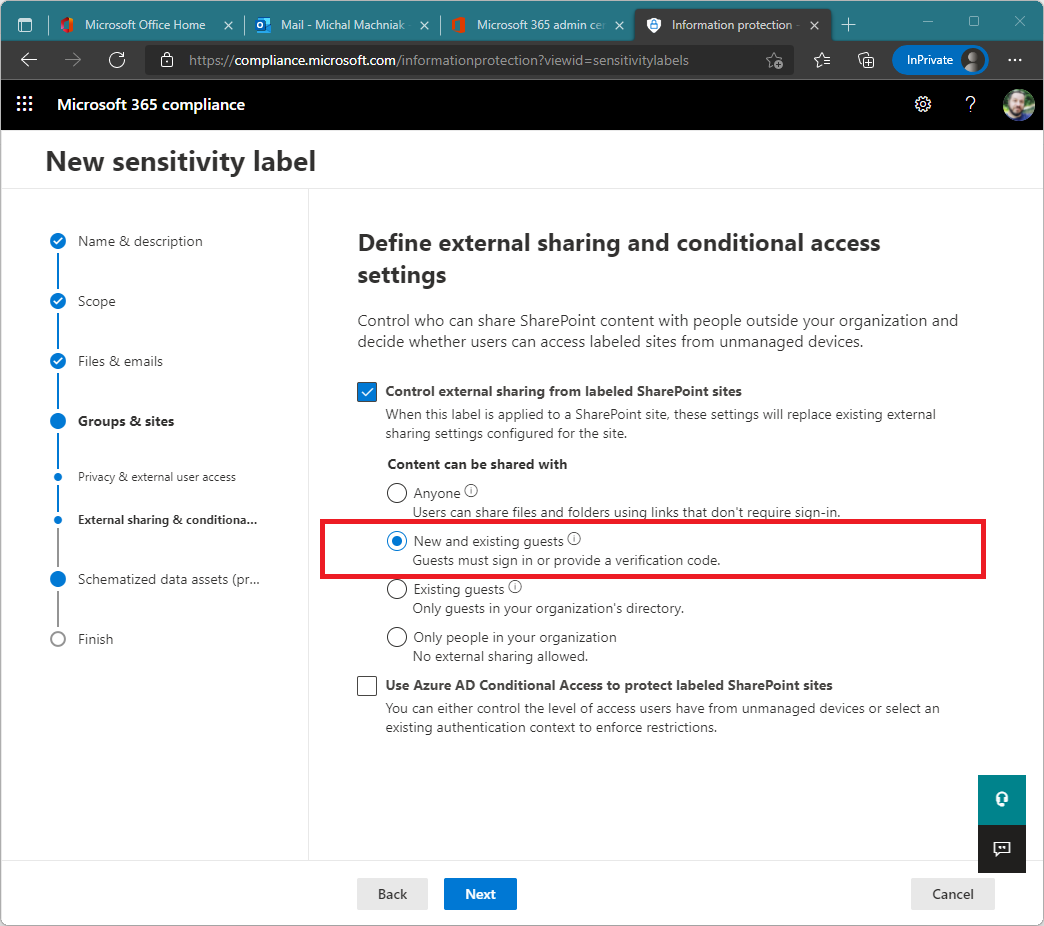 Microsoft Office Home
Mail - Michal Machniak
Microsoft 365 admin ce
Information protection -
https://compliance.microsoft.com/informationprotection?viewid=sensitivitylabels
InPrivate
Microsoft 365 compliance
New sensitivity label
Name & description
Scope
Files & emails
Groups & sites
Privacy & external user access
External sharing & conditiona...
Schematized data assets (pr...
Finish
Define external sharing and conditional access
settings
Control who can share SharePoint content with people outside your organization and
decide whether users can access labeled sites from unmanaged devices.
Control external sharing from labeled SharePoint sites
When this label is applied to a SharePoint site, these settings will replace existing external
sharing settings configured for the site.
Content can be shared with
Anyone
Users can share files and folders using links that don't require sign-in.
New and existing guests
Guests must sign in or provide a verification code.
Existing guests
Only guests in your organization's directory.
Only people in your organization
No external sharing allowed.
Use Azure AD Conditional Access to protect labeled SharePoint sites
You can either control the level of access users have from unmanaged devices or select an
existing authentication context to enforce restrictions.
Back
Next
Cancel